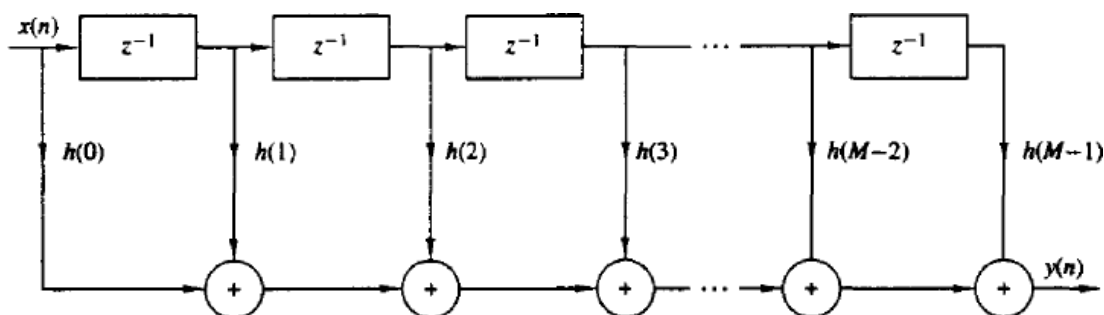 x(n)
z⁻¹ z⁻¹ z⁻¹ ... z⁻¹
h(0) h(1) h(2) h(3) h(M−2) h(M−1)
+ + + ... + +
y(n)